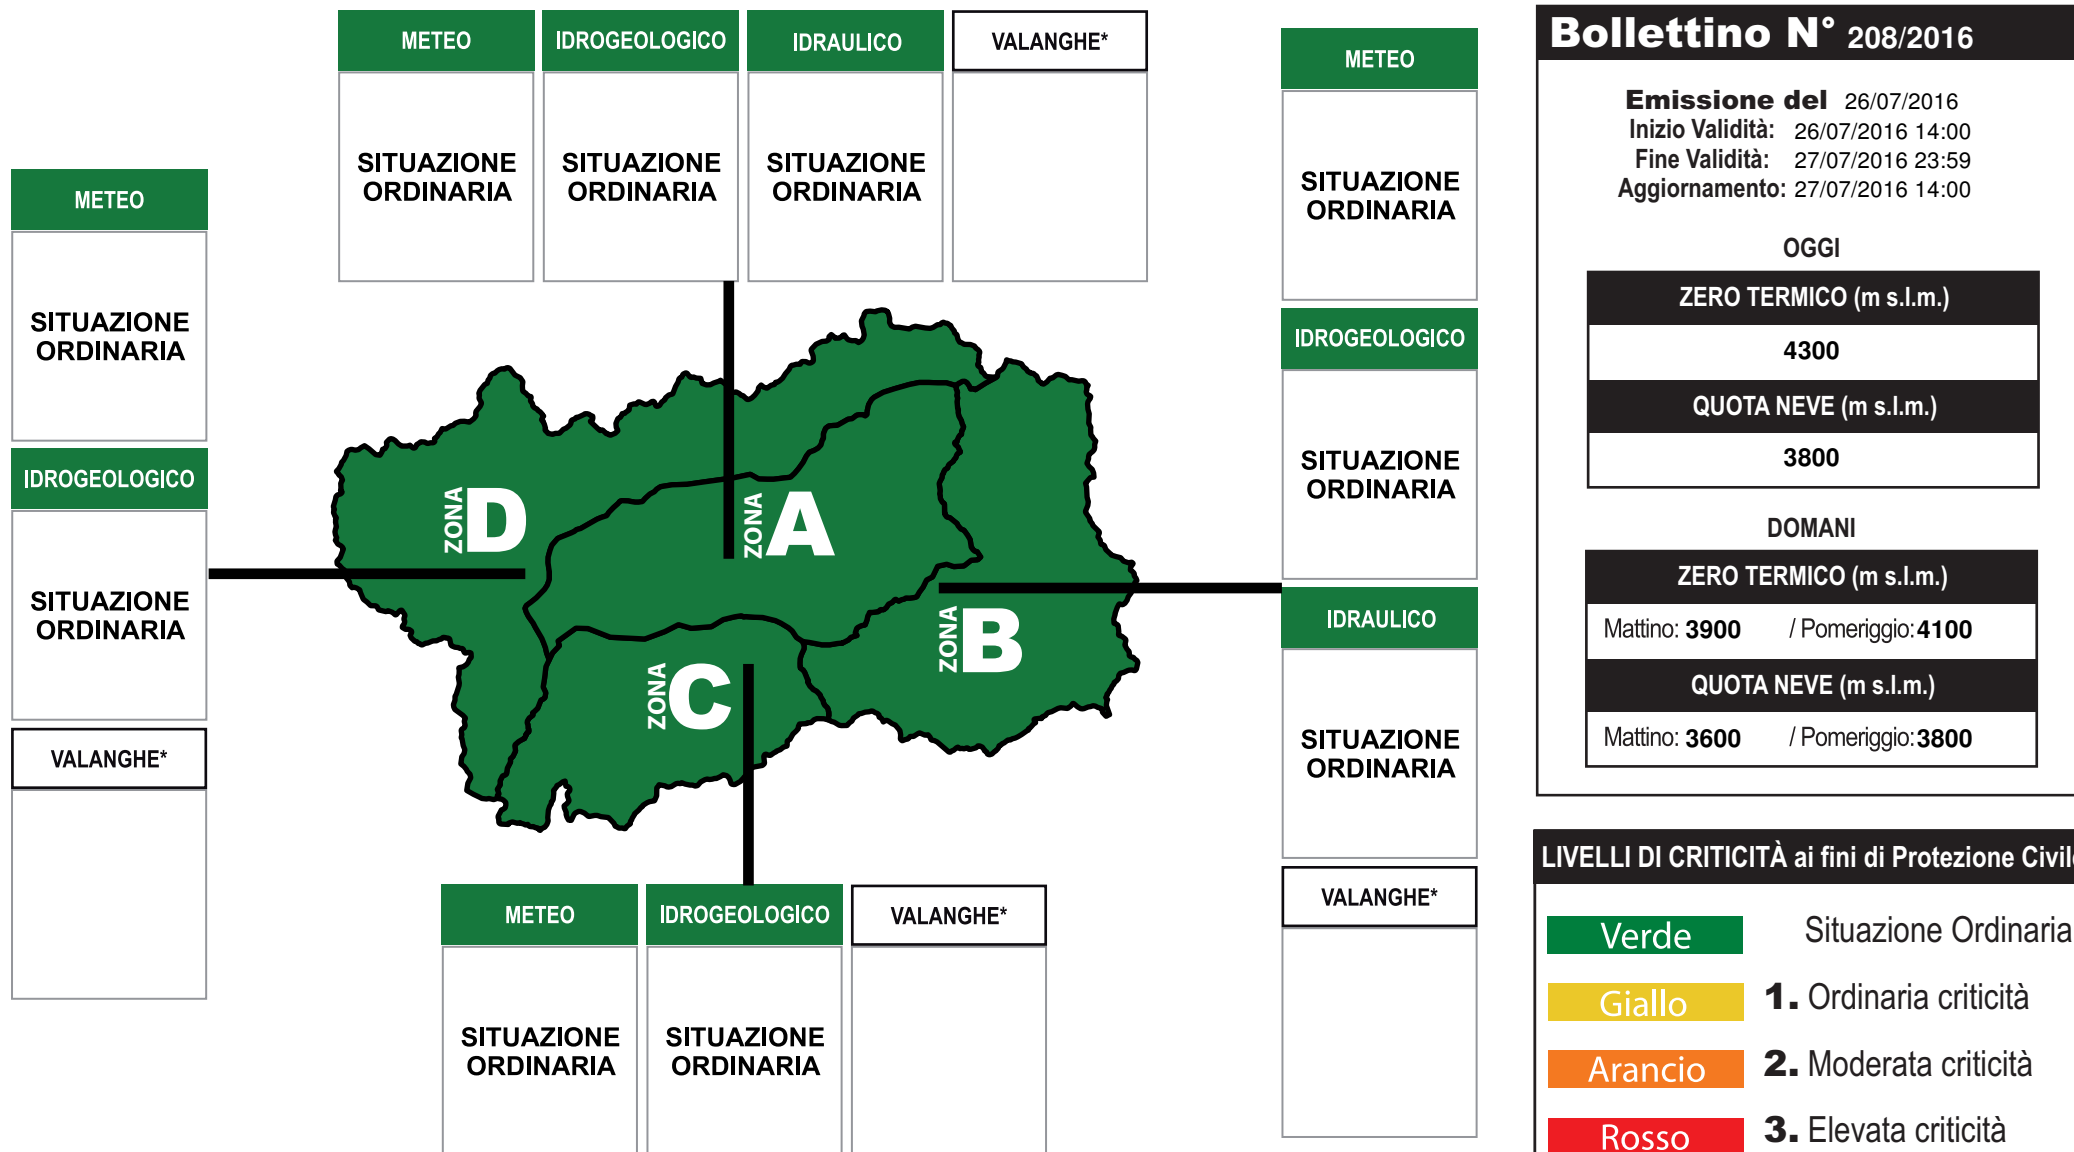 METEO
IDROGEOLOGICO
IDRAULICO
VALANGHE*
SITUAZIONE
ORDINARIA
SITUAZIONE
ORDINARIA
SITUAZIONE
ORDINARIA
METEO
SITUAZIONE
ORDINARIA
IDROGEOLOGICO
SITUAZIONE
ORDINARIA
VALANGHE*
ZONA D
ZONA A
ZONA B
ZONA C
METEO
SITUAZIONE
ORDINARIA
IDROGEOLOGICO
SITUAZIONE
ORDINARIA
IDRAULICO
SITUAZIONE
ORDINARIA
VALANGHE*
METEO
IDROGEOLOGICO
VALANGHE*
SITUAZIONE
ORDINARIA
SITUAZIONE
ORDINARIA
Bollettino N° 208/2016
Emissione del 26/07/2016
Inizio Validità: 26/07/2016 14:00
Fine Validità: 27/07/2016 23:59
Aggiornamento: 27/07/2016 14:00
OGGI
ZERO TERMICO (m s.l.m.)
4300
QUOTA NEVE (m s.l.m.)
3800
DOMANI
ZERO TERMICO (m s.l.m.)
Mattino: 3900 / Pomeriggio: 4100
QUOTA NEVE (m s.l.m.)
Mattino: 3600 / Pomeriggio: 3800
LIVELLI DI CRITICITÀ ai fini di Protezione Civile
Verde Situazione Ordinaria
Giallo 1. Ordinaria criticità
Arancio 2. Moderata criticità
Rosso 3. Elevata criticità